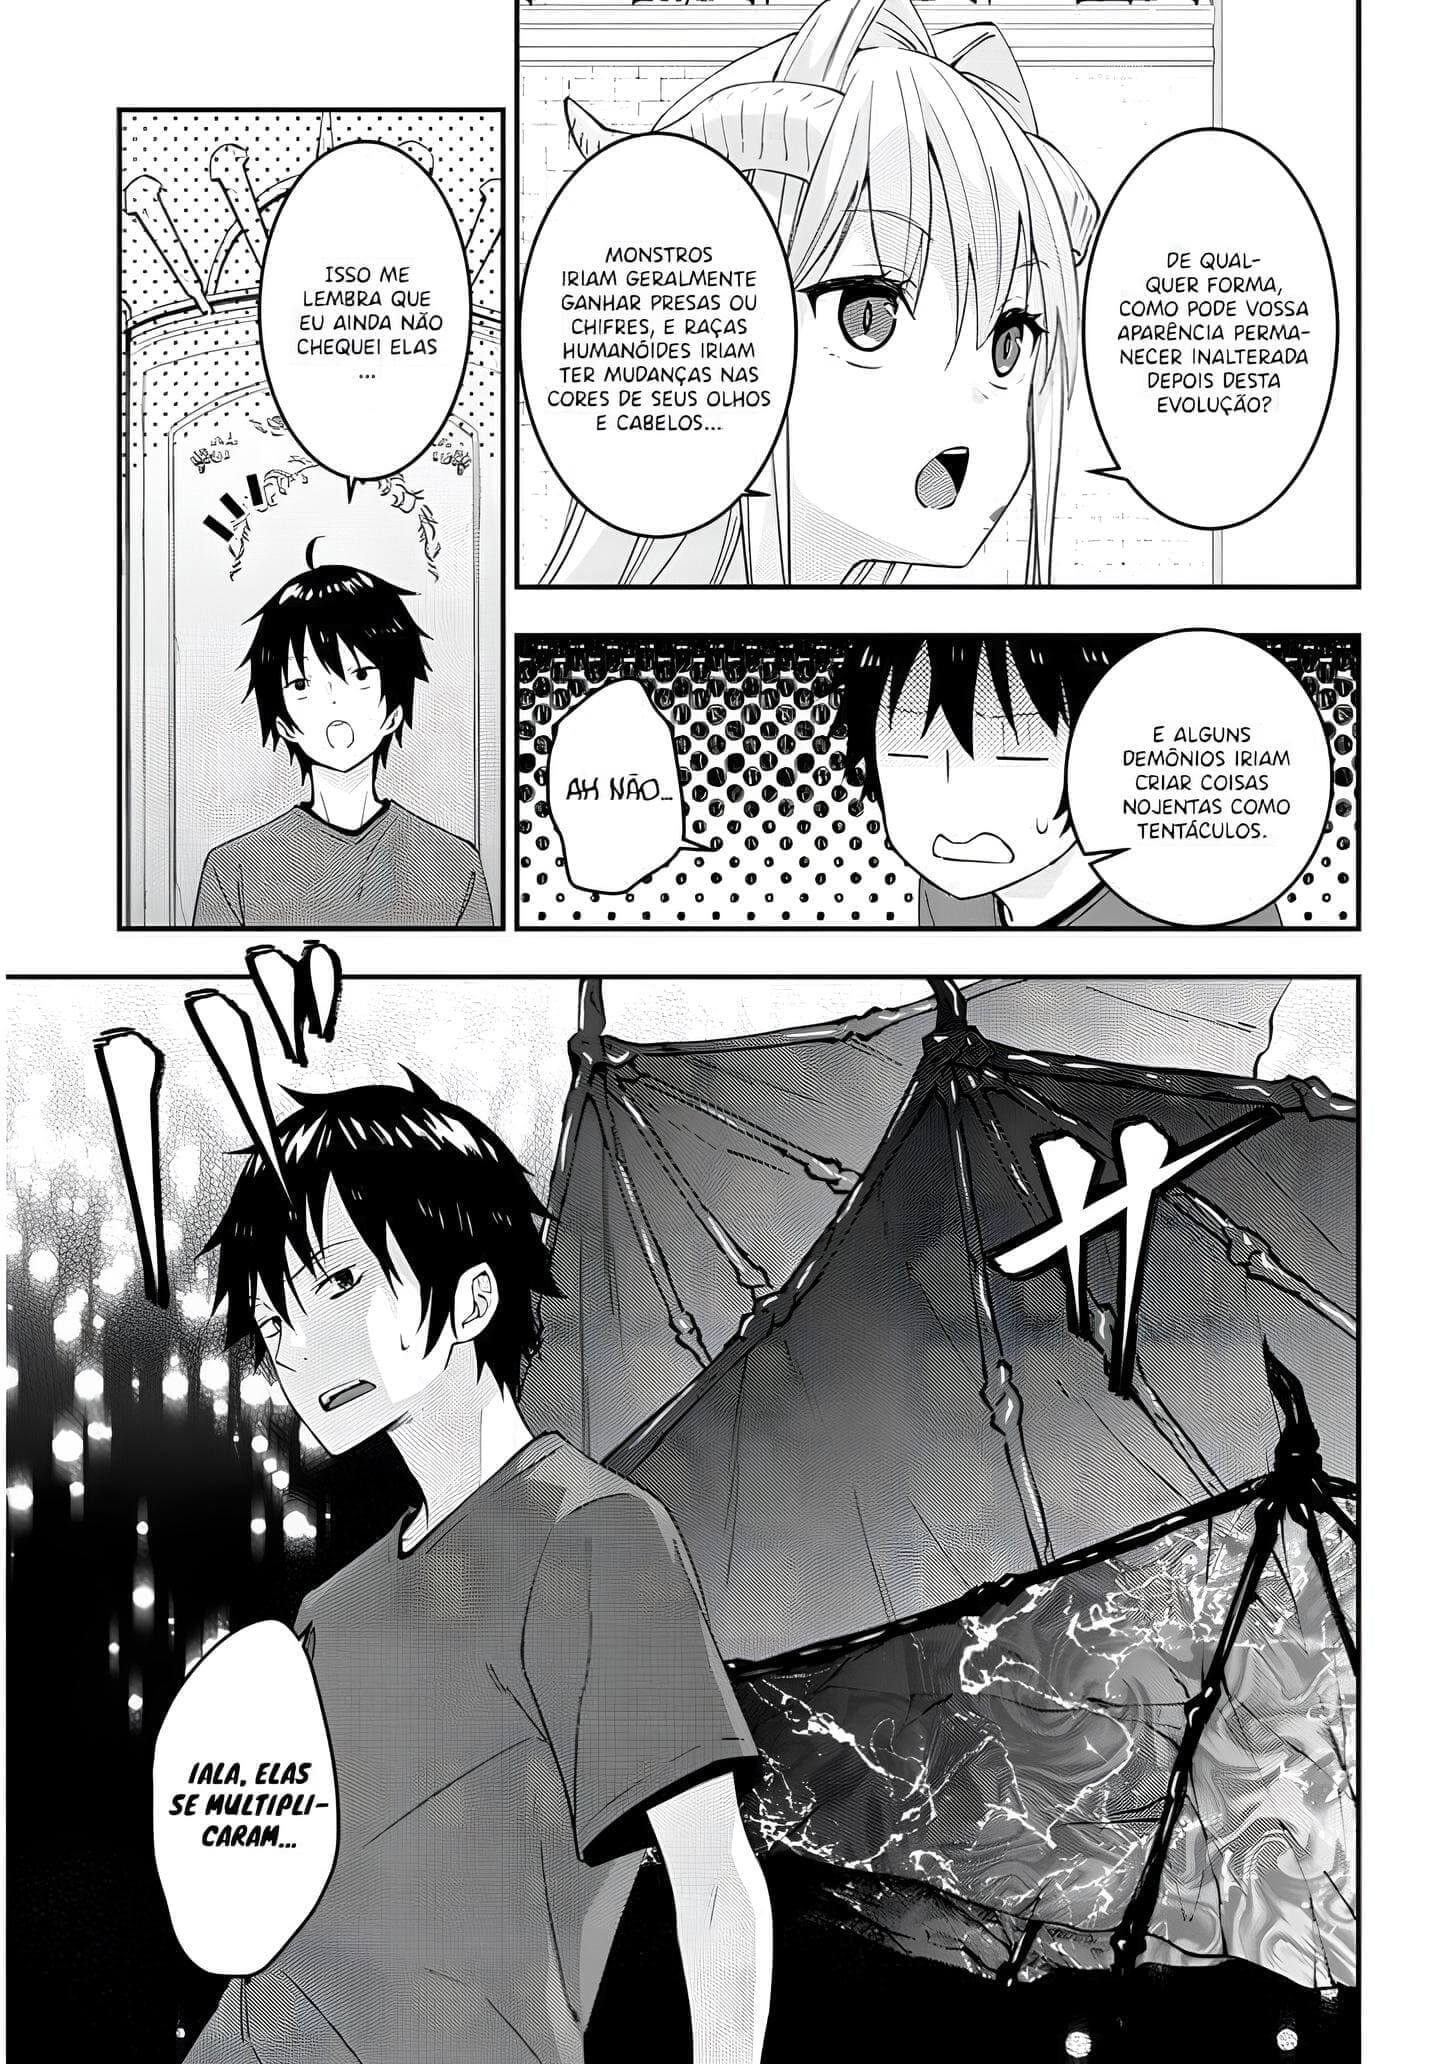 DE QUAL-
QUER FORMA,
COMO PODE VOSSA
APARÊNCIA PERMA-
NECER INALTERADA
DEPOIS DESTA
EVOLUÇÃO?
MONSTROS
IRIAM GERALMENTE
GANHAR PRESAS OU
CHIFRES, E RAÇAS
HUMANÓIDES IRIAM
TER MUDANÇAS NAS
CORES DE SEUS OLHOS
E CABELOS...
E ALGUNS
DEMÔNIOS IRIAM
CRIAR COISAS
NOJENTAS COMO
TENTÁCULOS.
AH NÃO...
ISSO ME
LEMBRA QUE
EU AINDA NÃO
CHEQUEI ELAS
...
バ
サ
IALA, ELAS
SE MULTIPLI-
CARAM...